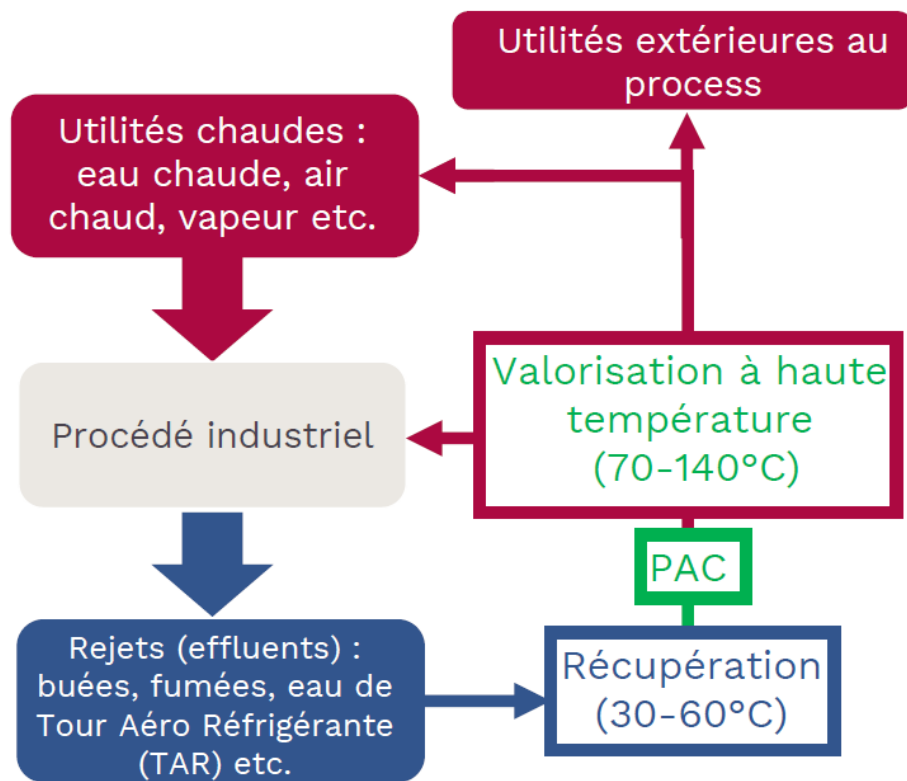 Utilités extérieures au
process
Utilités chaudes :
eau chaude, air
chaud, vapeur etc.
Valorisation à haute
température
(70-140°C)
Procédé industriel
PAC
Rejets (effluents) :
buées, fumées, eau de
Tour Aéro Réfrigérante
(TAR) etc.
Récupération
(30-60°C)